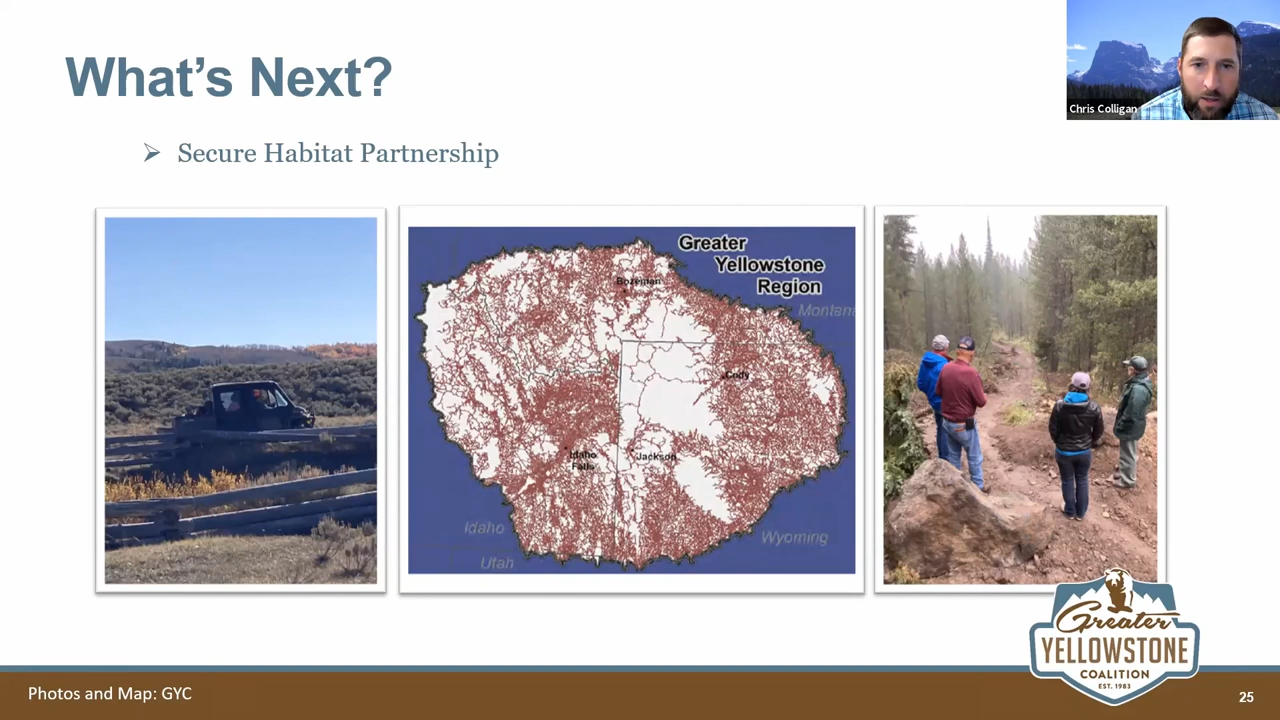 What's Next?
Chris Colligan
➢ Secure Habitat Partnership
Greater
Yellowstone
Region
Bozeman
Montana
Cody
Idaho
Falls
Jackson
Idaho
Wyoming
Utah
Greater
YELLOWSTONE
COALITION
EST. 1983
Photos and Map: GYC
25